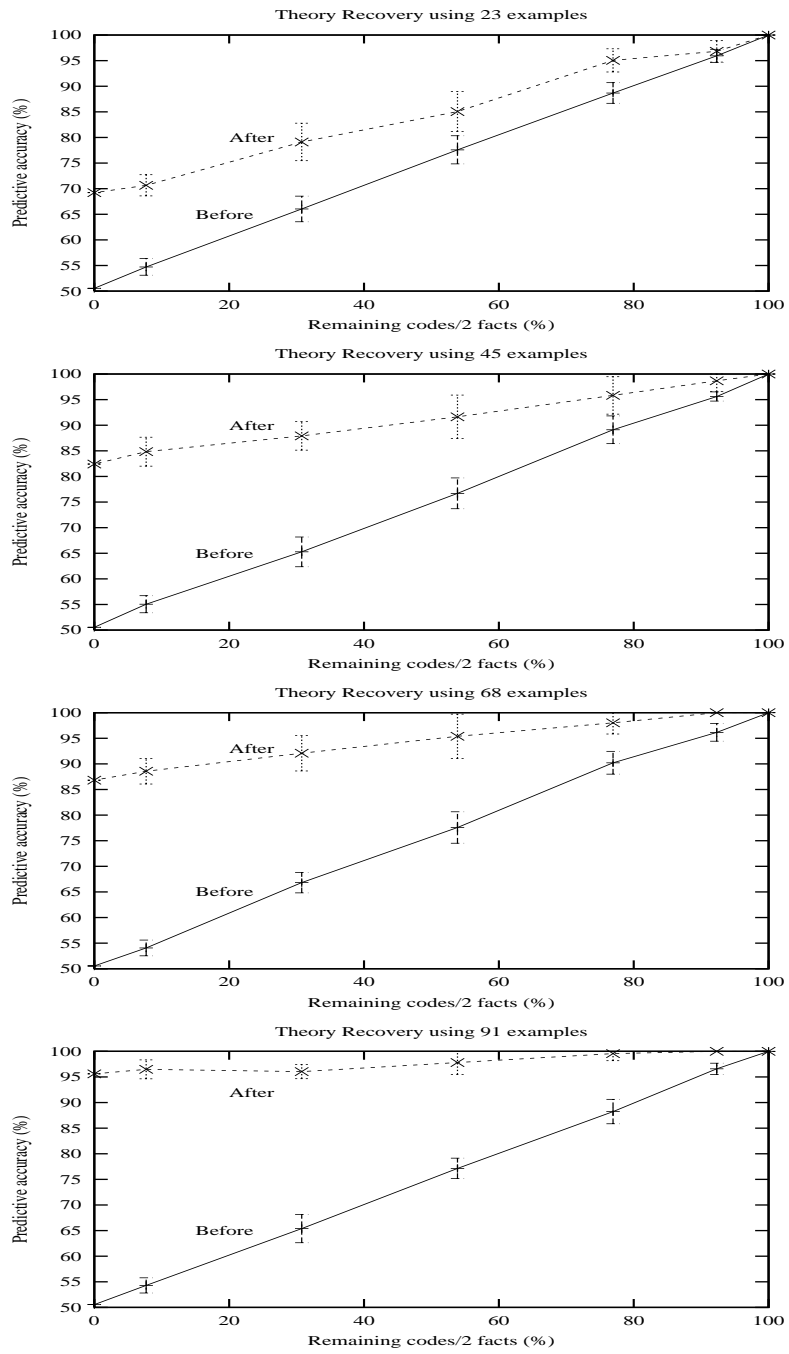 Theory Recovery using 23 examples
100
95
90
85
80
75
70
65
60
55
50
Predictive accuracy (%)
After
Before
0 20 40 60 80 100
Remaining codes/2 facts (%)
Theory Recovery using 45 examples
100
95
90
85
80
75
70
65
60
55
50
Predictive accuracy (%)
After
Before
0 20 40 60 80 100
Remaining codes/2 facts (%)
Theory Recovery using 68 examples
100
95
90
85
80
75
70
65
60
55
50
Predictive accuracy (%)
After
Before
0 20 40 60 80 100
Remaining codes/2 facts (%)
Theory Recovery using 91 examples
100
95
90
85
80
75
70
65
60
55
50
Predictive accuracy (%)
After
Before
0 20 40 60 80 100
Remaining codes/2 facts (%)